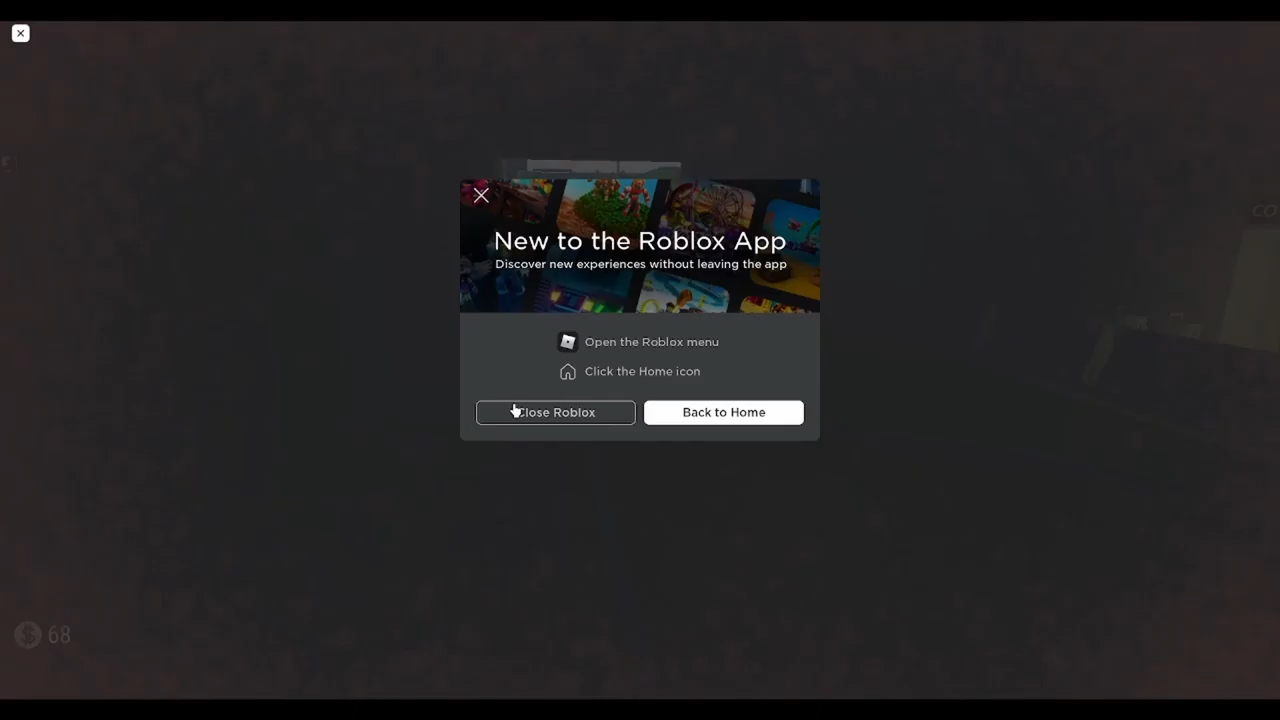 New to the Roblox App
Discover new experiences without leaving the app
Open the Roblox menu
Click the Home icon
Close Roblox
Back to Home
68